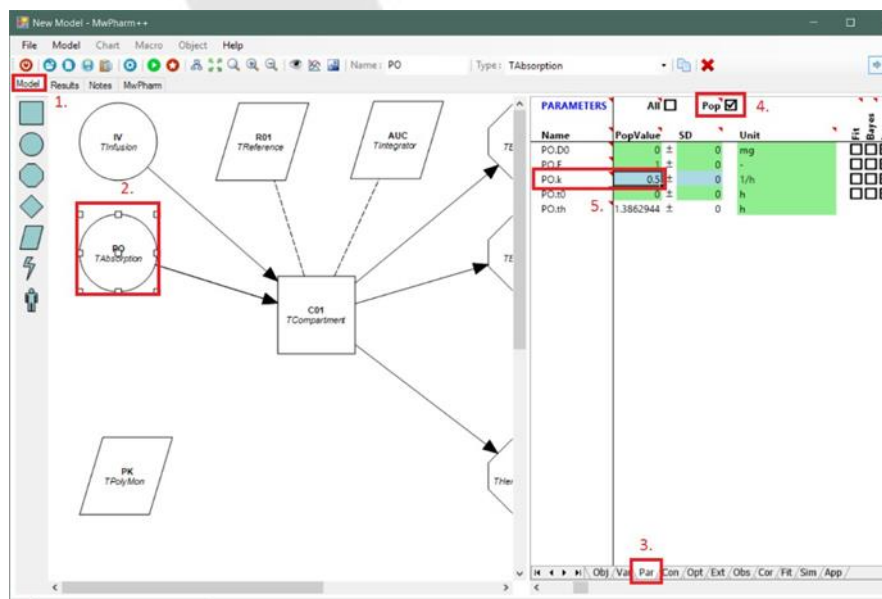 New Model - MwPharm++
File Model Chart Macro Object Help
Name: PO Type: TAbsorption
Model Results Notes MwPharm
1.
IV
TInfusion
R01
TReference
AUC
TIntegrator
2.
PO
TAbsorption
C01
TCompartment
PK
TPolyMon
PARAMETERS All Pop 4.
Name PopValue SD Unit Fit Bayes
PO.D0 0 ± 0 mg
PO.F 1 ± 0 -
PO.k 0.5 ± 0 1/h
PO.t0 0 ± 0 h
5.
PO.th 1.3862944 ± 0 h
3.
Obj Var Par Con Opt Ext Obs Cor Fit Sim App